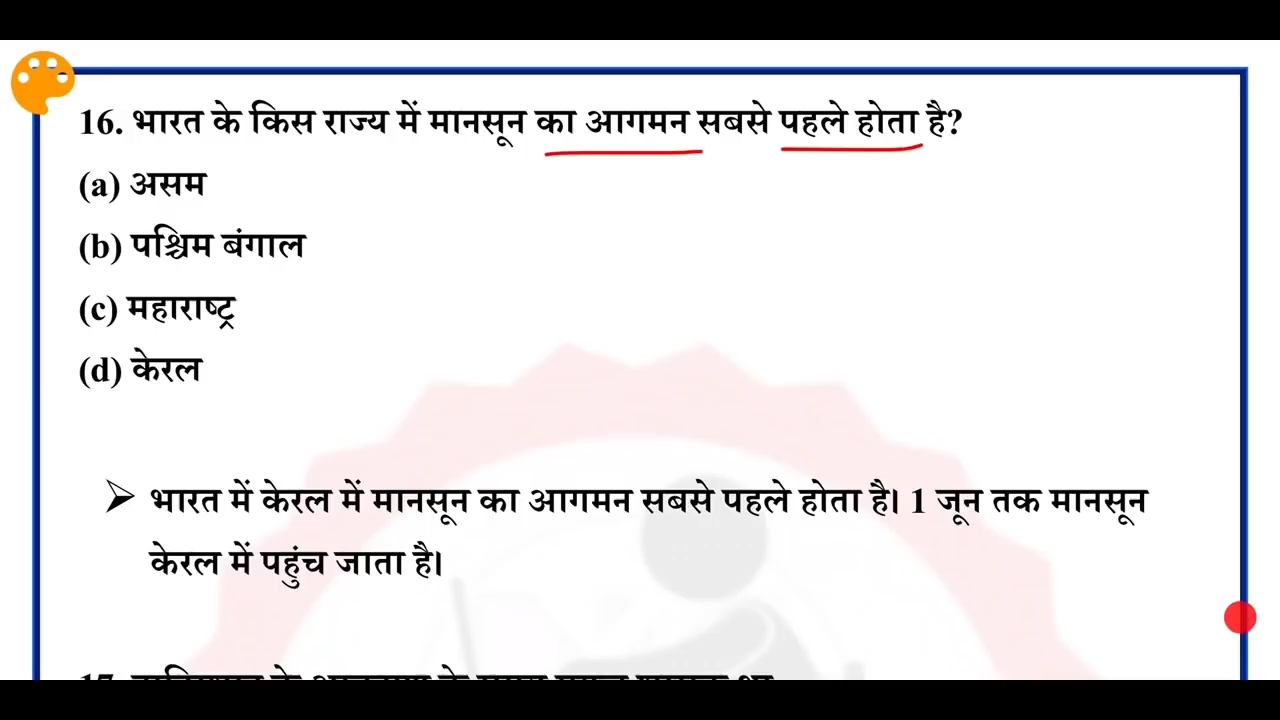 16. भारत के किस राज्य में मानसून का आगमन सबसे पहले होता है?
(a) असम
(b) पश्चिम बंगाल
(c) महाराष्ट्र
(d) केरल
➢ भारत में केरल में मानसून का आगमन सबसे पहले होता है। 1 जून तक मानसून
केरल में पहुंच जाता है।
17.